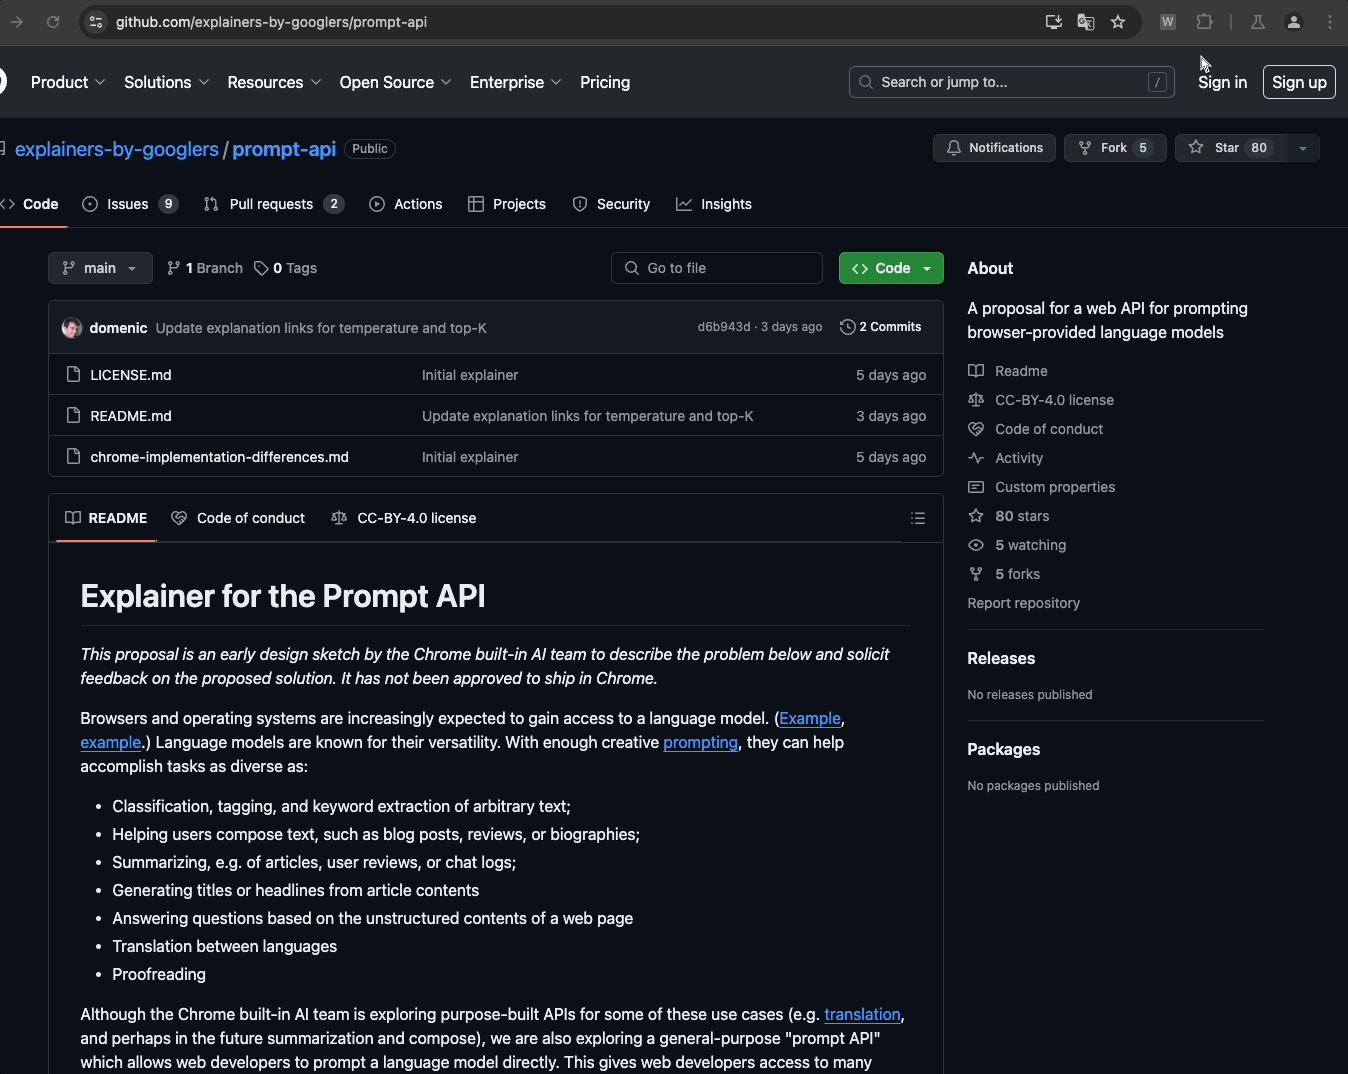 github.com/explainers-by-googlers/prompt-api
W
Product Solutions Resources Open Source Enterprise Pricing
Search or jump to... /
Sign in Sign up
explainers-by-googlers / prompt-api Public
Notifications Fork 5 Star 80
Code Issues 9 Pull requests 2 Actions Projects Security Insights
main 1 Branch 0 Tags
Go to file
Code
domenic Update explanation links for temperature and top-K d6b943d · 3 days ago 2 Commits
LICENSE.md Initial explainer 5 days ago
README.md Update explanation links for temperature and top-K 3 days ago
chrome-implementation-differences.md Initial explainer 5 days ago
README Code of conduct CC-BY-4.0 license
Explainer for the Prompt API
This proposal is an early design sketch by the Chrome built-in AI team to describe the problem below and solicit
feedback on the proposed solution. It has not been approved to ship in Chrome.
Browsers and operating systems are increasingly expected to gain access to a language model. (Example,
example.) Language models are known for their versatility. With enough creative prompting, they can help
accomplish tasks as diverse as:
• Classification, tagging, and keyword extraction of arbitrary text;
• Helping users compose text, such as blog posts, reviews, or biographies;
• Summarizing, e.g. of articles, user reviews, or chat logs;
• Generating titles or headlines from article contents
• Answering questions based on the unstructured contents of a web page
• Translation between languages
• Proofreading
Although the Chrome built-in AI team is exploring purpose-built APIs for some of these use cases (e.g. translation,
and perhaps in the future summarization and compose), we are also exploring a general-purpose "prompt API"
which allows web developers to prompt a language model directly. This gives web developers access to many
About
A proposal for a web API for prompting
browser-provided language models
Readme
CC-BY-4.0 license
Code of conduct
Activity
Custom properties
80 stars
5 watching
5 forks
Report repository
Releases
No releases published
Packages
No packages published